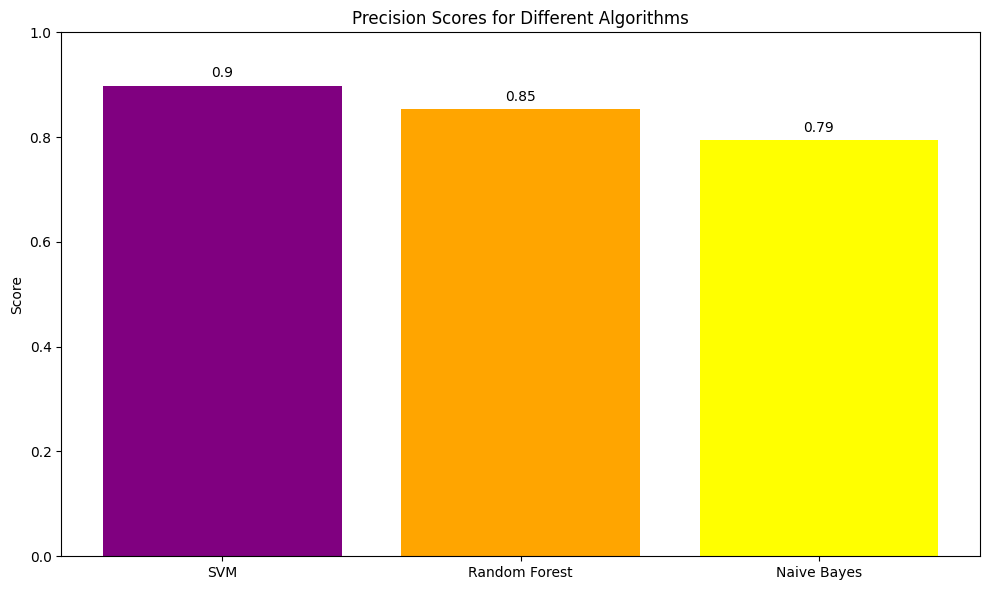 Precision Scores for Different Algorithms
1.0
0.8
0.6
0.4
0.2
0.0
Score
0.9
0.85
0.79
SVM
Random Forest
Naive Bayes